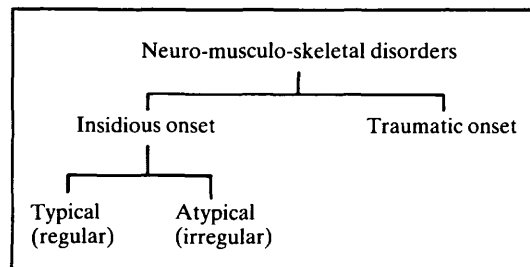 Neuro-musculo-skeletal disorders
Insidious onset Traumatic onset
Typical Atypical
(regular) (irregular)